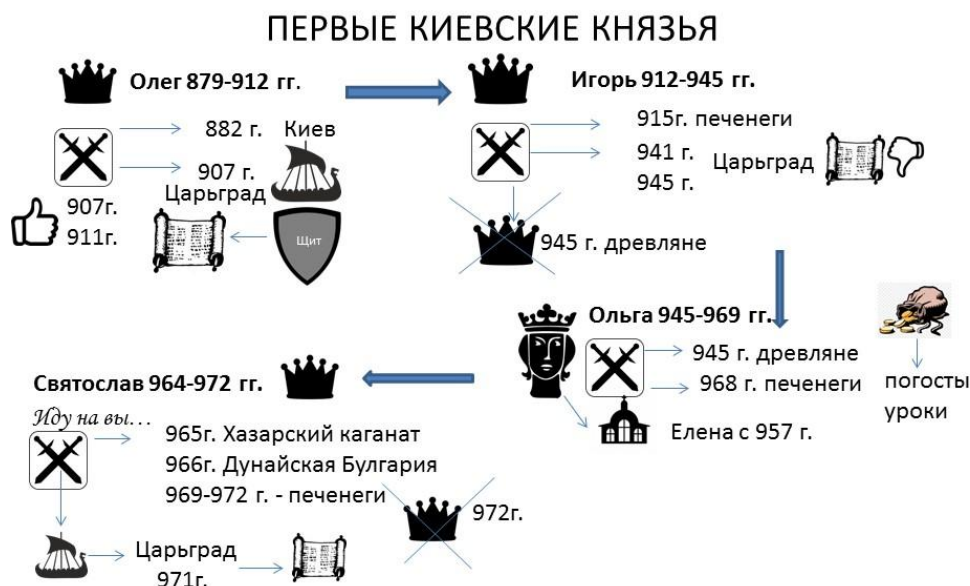 ПЕРВЫЕ КИЕВСКИЕ КНЯЗЬЯ
Олег 879-912 гг.
882 г. Киев
907 г.
Царьград
907г.
911г.
Щит
Игорь 912-945 гг.
915г. печенеги
941 г.
Царьград
945 г.
945 г. древляне
Ольга 945-969 гг.
945 г. древляне
968 г. печенеги
Елена с 957 г.
погосты
уроки
Святослав 964-972 гг.
Иду на вы...
965г. Хазарский каганат
966г. Дунайская Булгария
969-972 г. - печенеги
972г.
Царьград
971г.